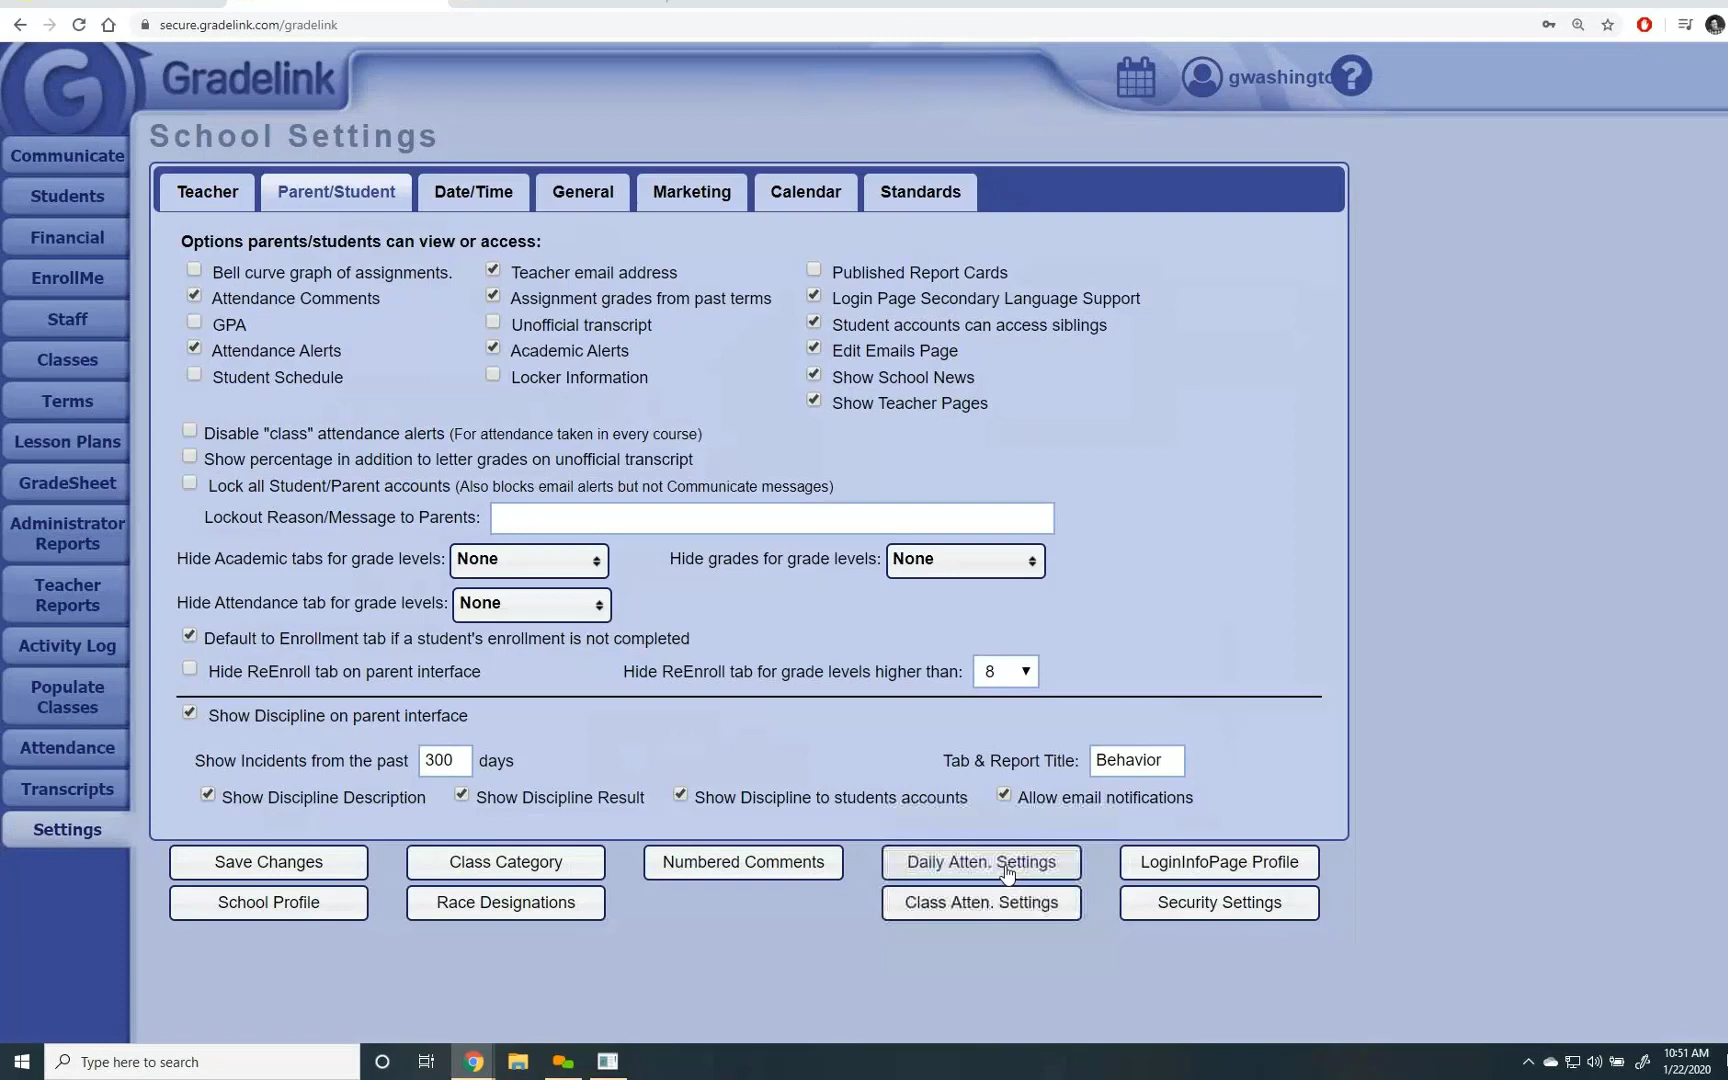 secure.gradelink.com/gradelink
Gradelink
gwashingto
School Settings
Communicate
Students
Financial
EnrollMe
Staff
Classes
Terms
Lesson Plans
GradeSheet
Administrator
Reports
Teacher
Reports
Activity Log
Populate
Classes
Attendance
Transcripts
Settings
Teacher Parent/Student Date/Time General Marketing Calendar Standards
Options parents/students can view or access:
Bell curve graph of assignments. Teacher email address Published Report Cards
Attendance Comments Assignment grades from past terms Login Page Secondary Language Support
GPA Unofficial transcript Student accounts can access siblings
Attendance Alerts Academic Alerts Edit Emails Page
Student Schedule Locker Information Show School News
Show Teacher Pages
Disable "class" attendance alerts (For attendance taken in every course)
Show percentage in addition to letter grades on unofficial transcript
Lock all Student/Parent accounts (Also blocks email alerts but not Communicate messages)
Lockout Reason/Message to Parents:
Hide Academic tabs for grade levels: None Hide grades for grade levels: None
Hide Attendance tab for grade levels: None
Default to Enrollment tab if a student's enrollment is not completed
Hide ReEnroll tab on parent interface Hide ReEnroll tab for grade levels higher than: 8
Show Discipline on parent interface
Show Incidents from the past 300 days Tab & Report Title: Behavior
Show Discipline Description Show Discipline Result Show Discipline to students accounts Allow email notifications
Save Changes Class Category Numbered Comments Daily Atten. Settings LoginInfoPage Profile
School Profile Race Designations Class Atten. Settings Security Settings
Type here to search
10:51 AM
1/22/2020